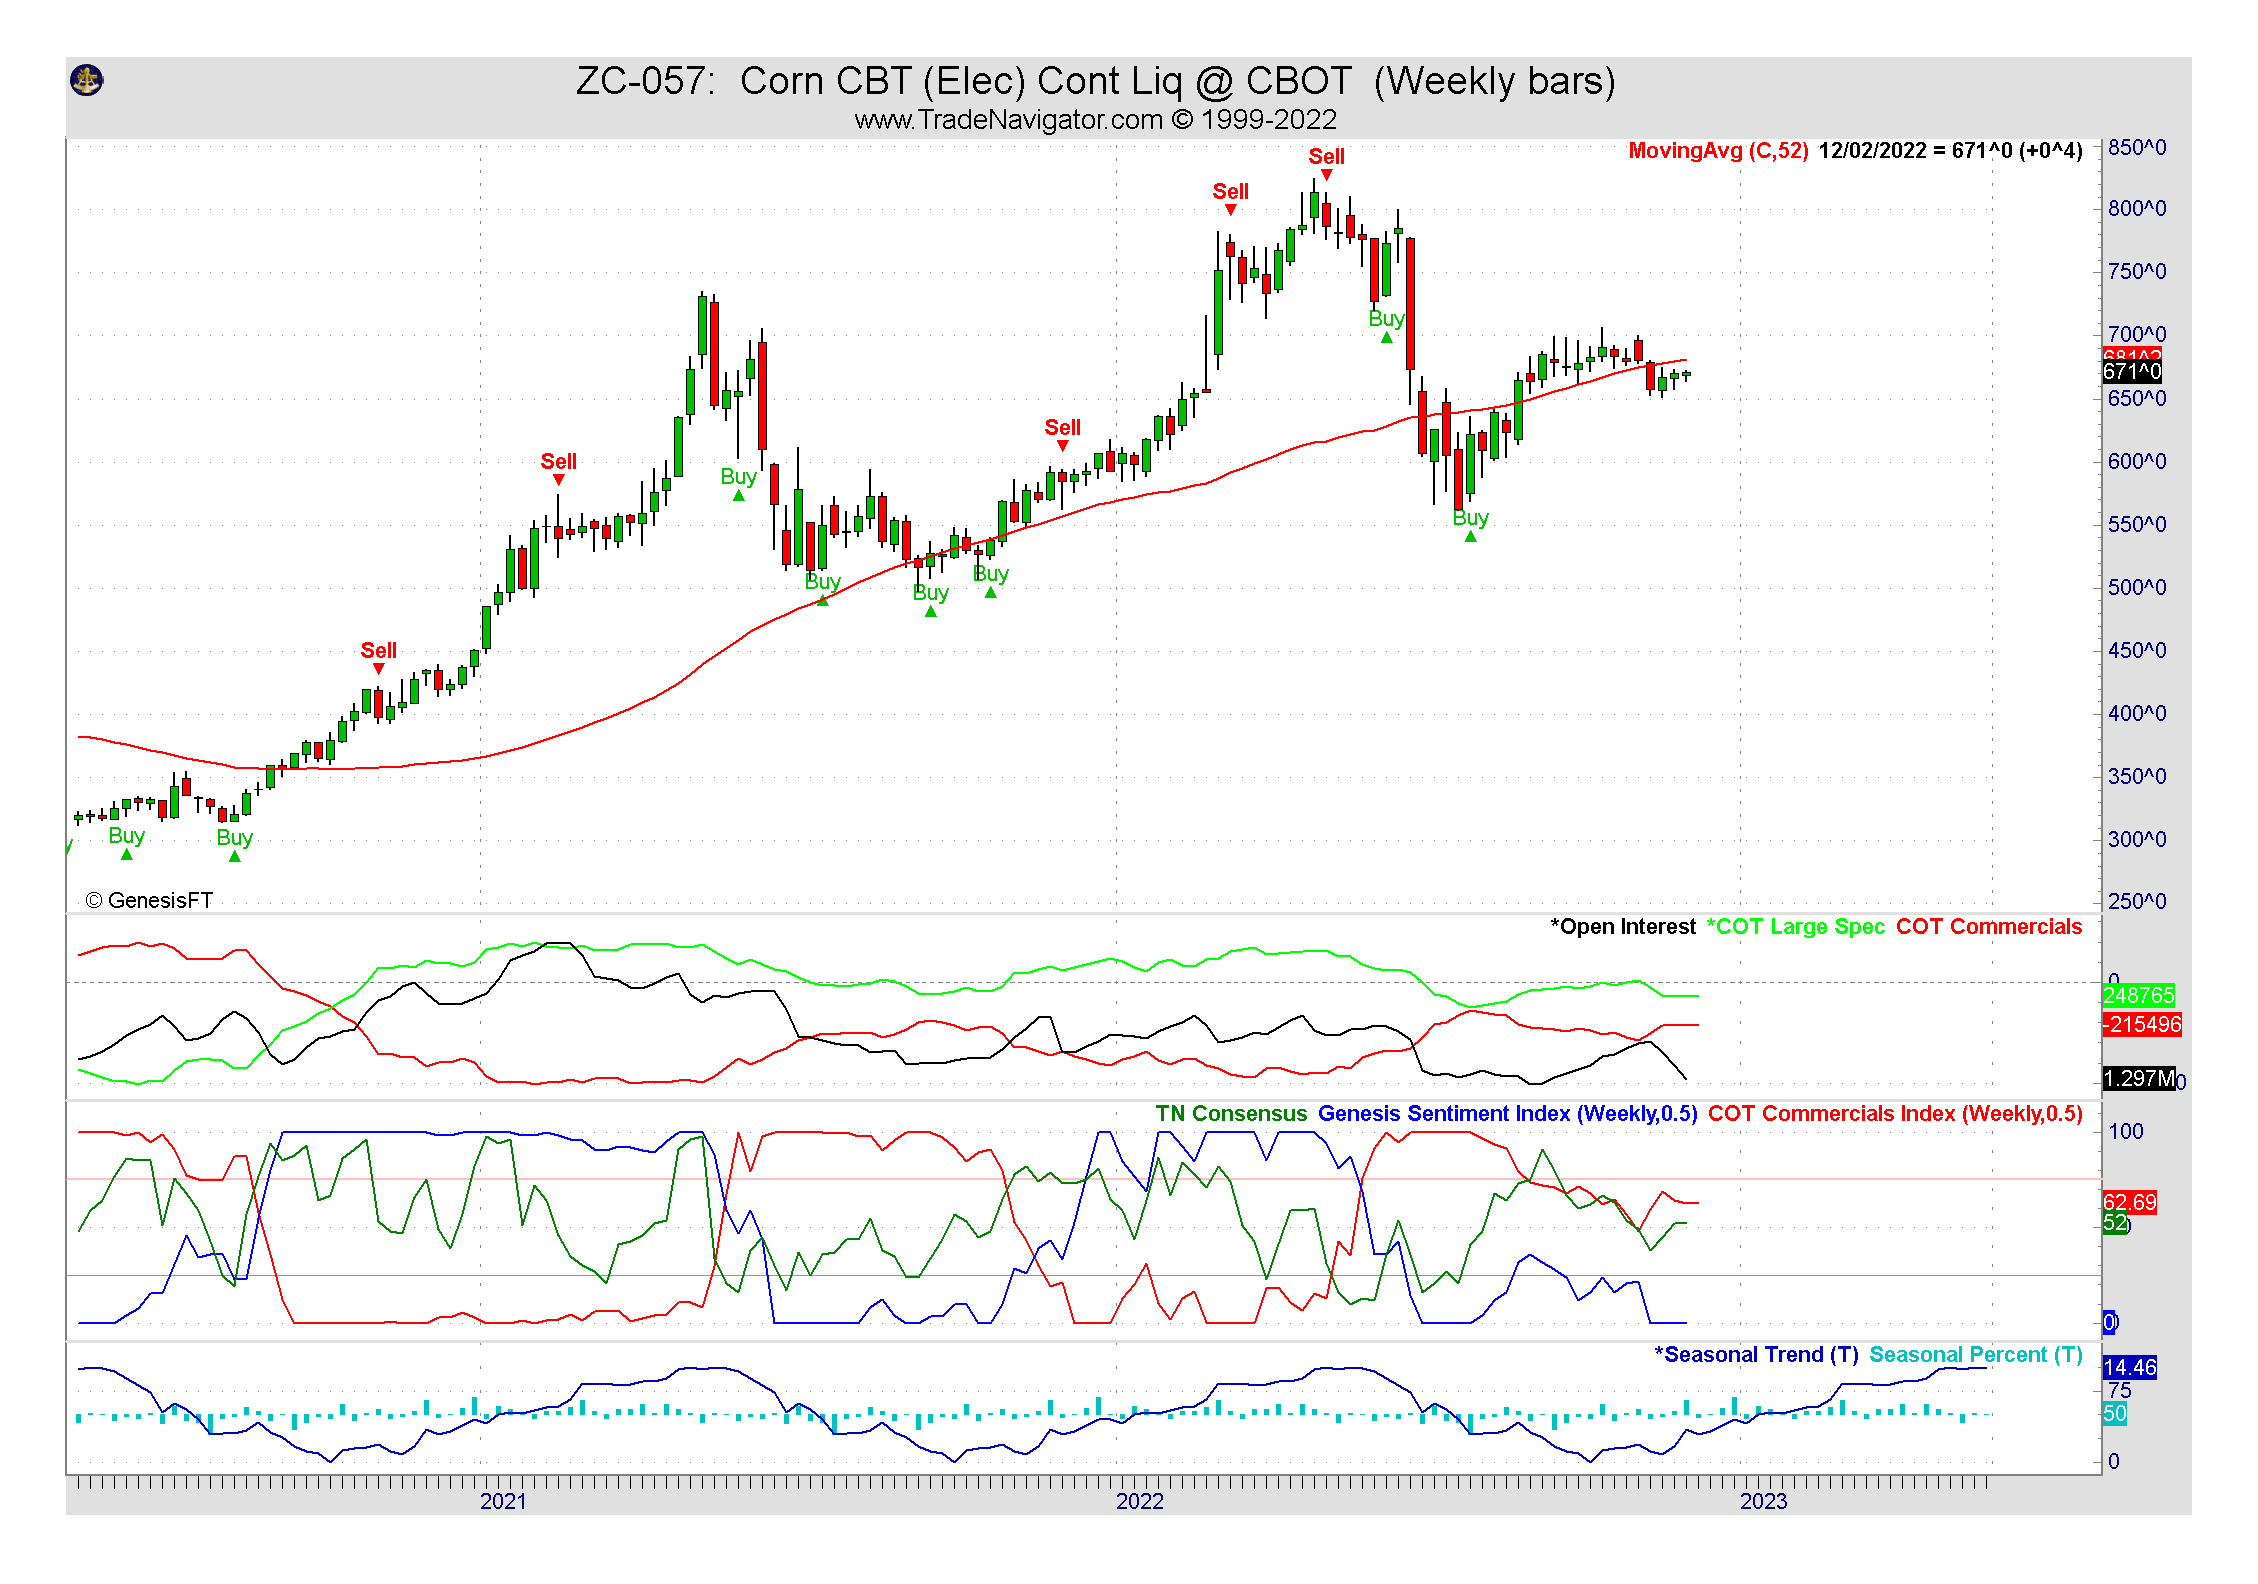 ZC-057: Corn CBT (Elec) Cont Liq @ CBOT (Weekly bars)
www.TradeNavigator.com © 1999-2022
MovingAvg (C,52) 12/02/2022 = 671^0 (+0^4)
850^0
Sell
Sell
800^0
750^0
Buy
700^0
681^2
671^0
650^0
Sell
Sell
600^0
Buy
550^0
Buy
500^0
Buy
Buy
Buy
450^0
Sell
400^0
350^0
300^0
Buy
Buy
250^0
© GenesisFT
*Open Interest *COT Large Spec COT Commercials
0
248765
-215496
1.297M
TN Consensus Genesis Sentiment Index (Weekly,0.5) COT Commercials Index (Weekly,0.5)
100
62.69
52
0
*Seasonal Trend (T) Seasonal Percent (T)
14.46
75
50
0
2021 2022 2023